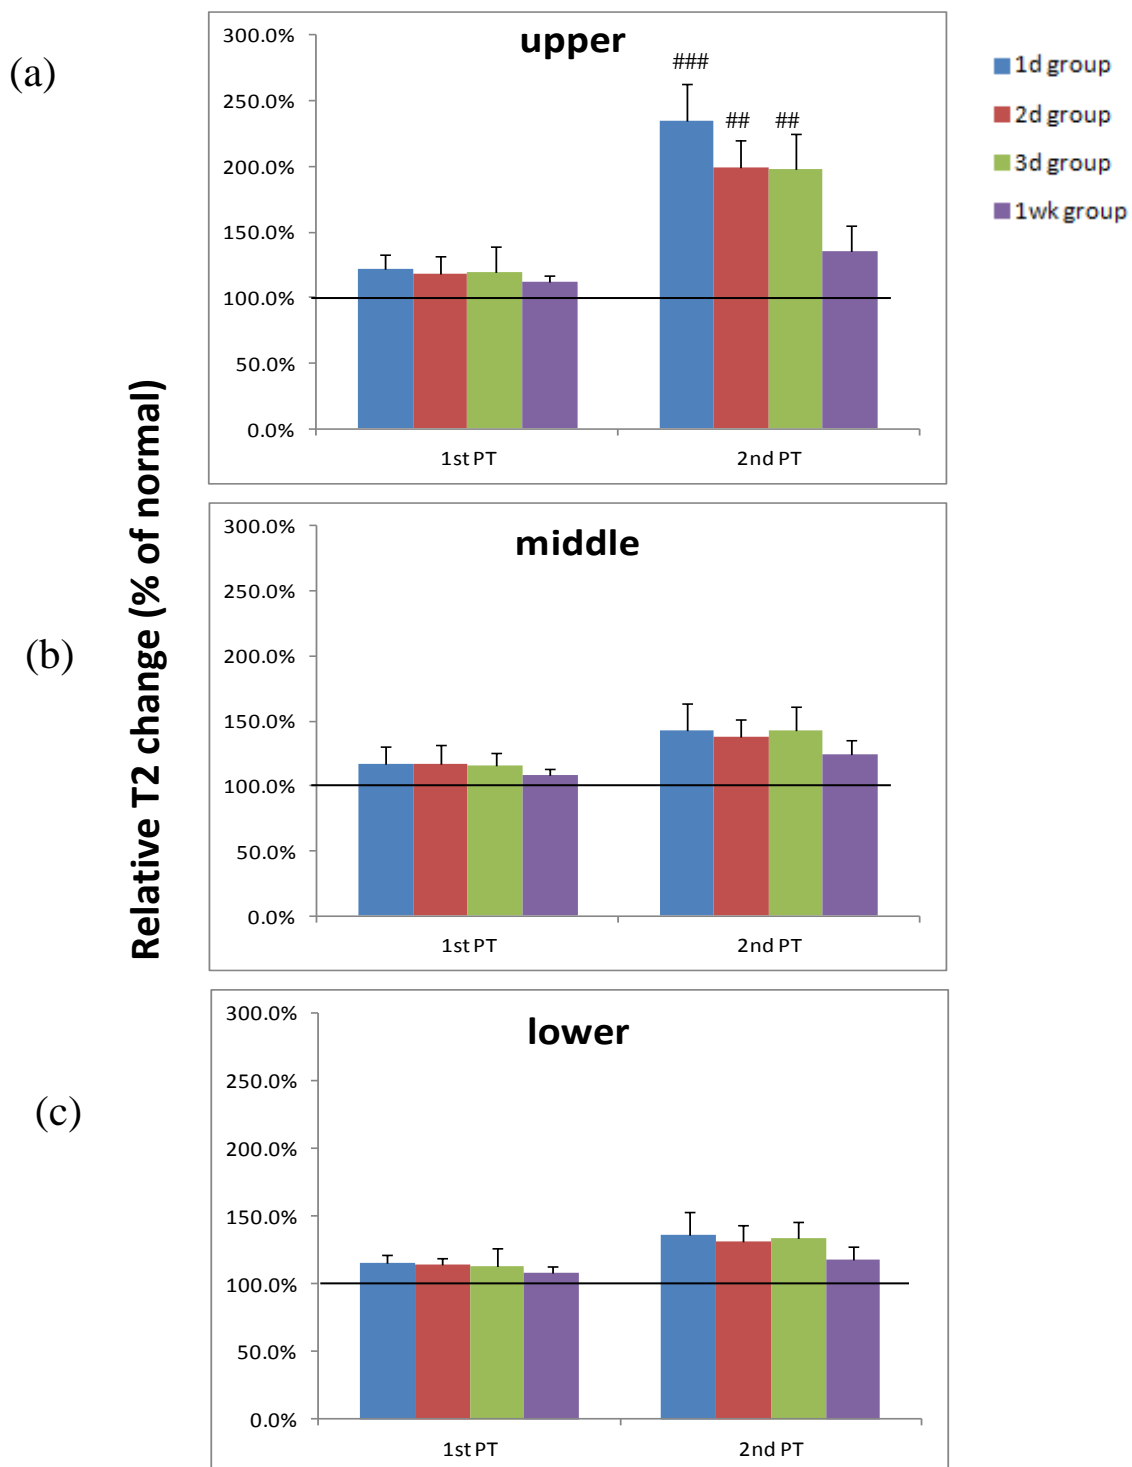 (a)
upper
300.0%
250.0%
200.0%
150.0%
100.0%
50.0%
0.0%
###
##
##
1st PT
2nd PT
1d group
2d group
3d group
1wk group
Relative T2 change (% of normal)
(b)
middle
300.0%
250.0%
200.0%
150.0%
100.0%
50.0%
0.0%
1st PT
2nd PT
(c)
lower
300.0%
250.0%
200.0%
150.0%
100.0%
50.0%
0.0%
1st PT
2nd PT